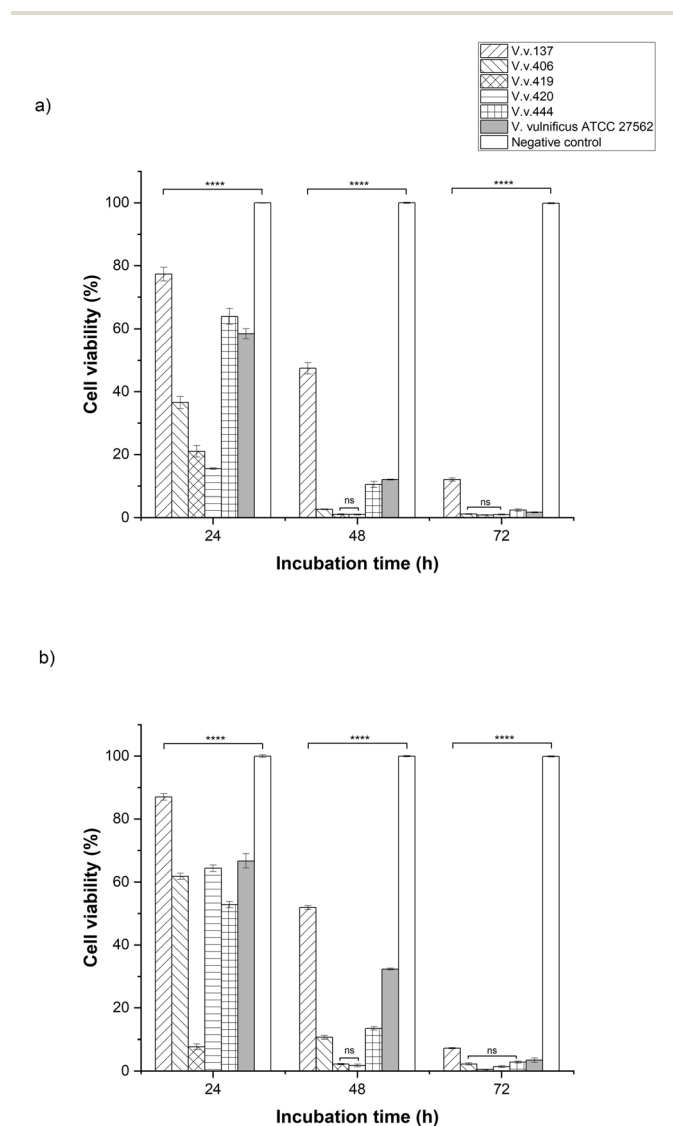 V.v.137
V.v.406
V.v.419
V.v.420
V.v.444
V. vulnificus ATCC 27562
Negative control
a)
**** **** ****
100
80
60
40
20
0
ns ns
24 48 72
Cell viability (%)
Incubation time (h)
b)
**** **** ****
100
80
60
40
20
0
ns ns
24 48 72
Cell viability (%)
Incubation time (h)